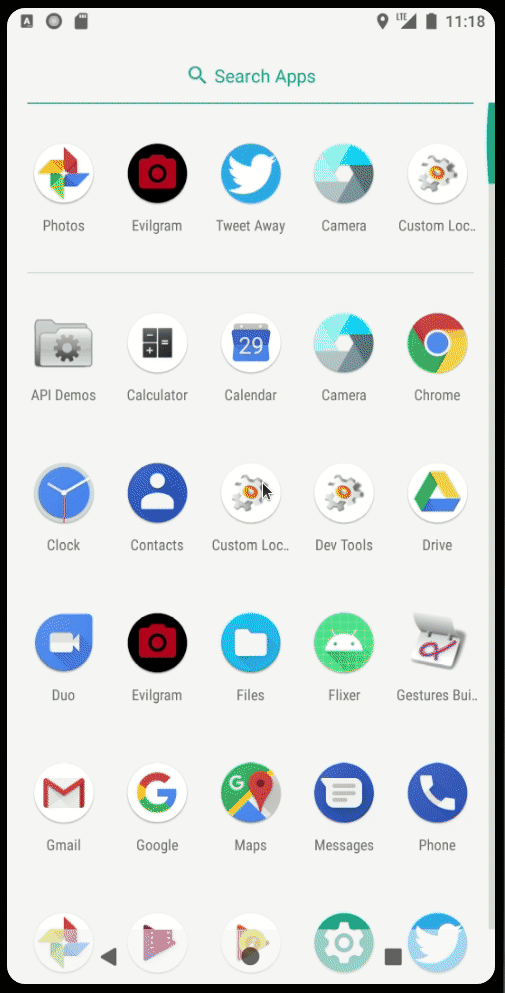 A LTE 11:18
Search Apps
Photos Evilgram Tweet Away Camera Custom Loc..
API Demos Calculator Calendar Camera Chrome
29
Clock Contacts Custom Loc.. Dev Tools Drive
Duo Evilgram Files Flixer Gestures Bui..
G
Gmail Google Maps Messages Phone